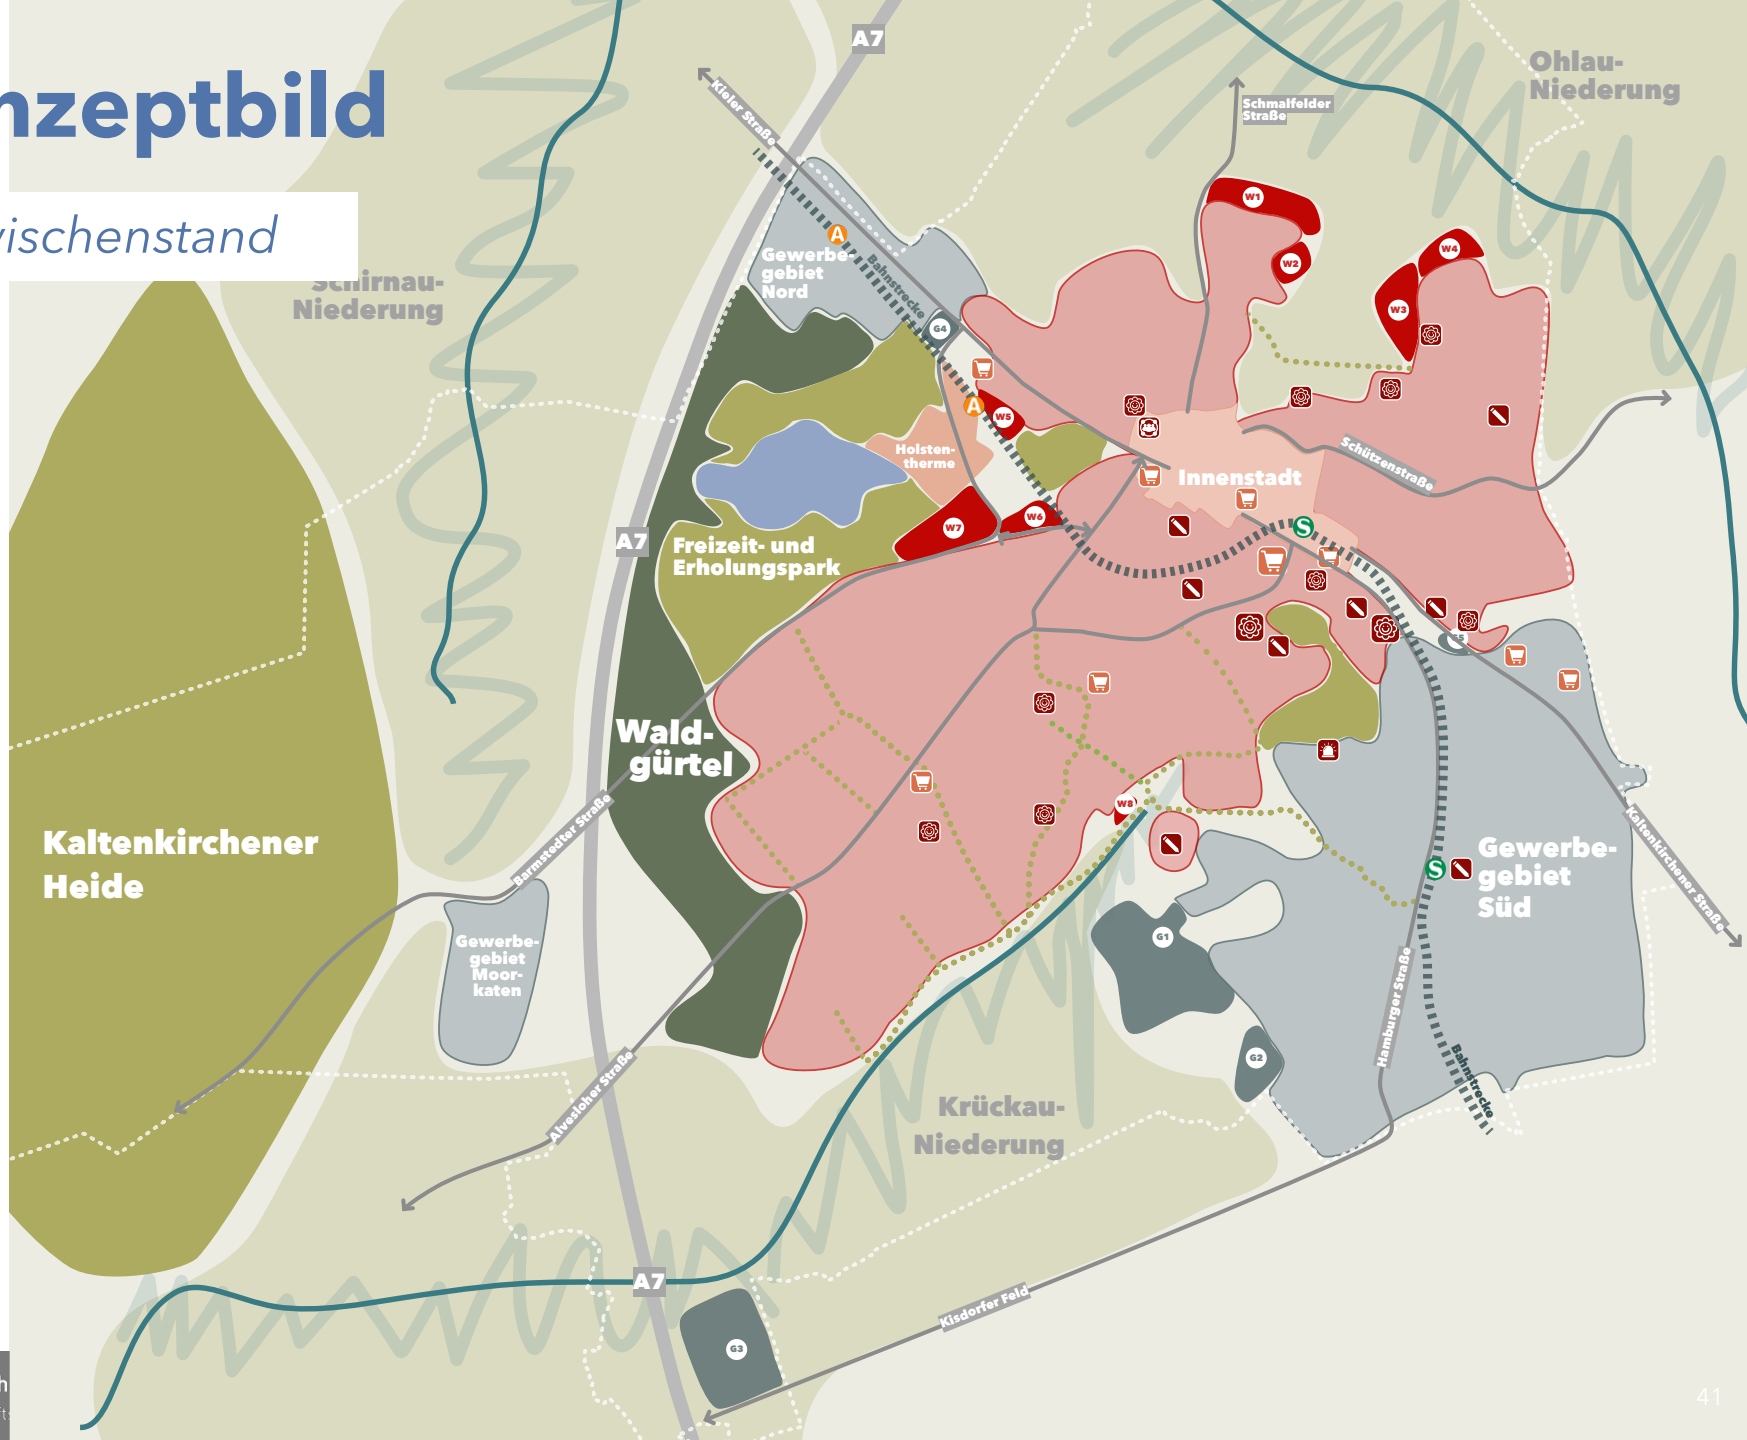 nzeptbild
vischenstand
A7
Kieler Straße
Schmalfelder
Straße
Ohlau-
Niederung
Schirnau-
Niederung
W1
W2
W4
W3
A
Gewerbe-
gebiet
Nord
Bahnstrecke
G4
A
W5
Holsten-
therme
Innenstadt
Schützenstraße
W7
W6
S
A7
Freizeit- und
Erholungspark
G5
Wald-
gürtel
W8
Kaltenkirchener
Heide
Barmstedter Straße
Kaltenkirchener Straße
S
Gewerbe-
gebiet
Süd
Gewerbe-
gebiet
Moor-
katen
G1
Hamburger Straße
G2
Bahnstrecke
Alvesloher Straße
Krückau-
Niederung
A7
Kisdorfer Feld
G3
41